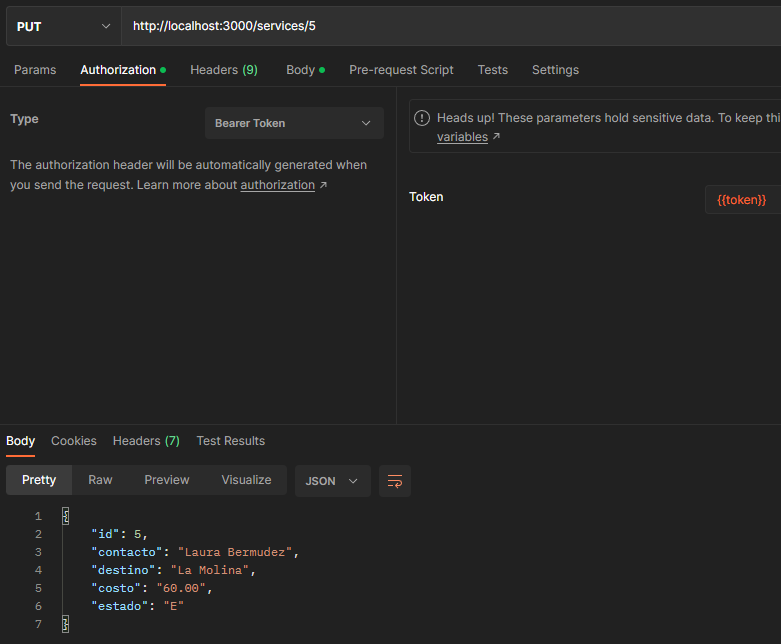 PUT http://localhost:3000/services/5
Params Authorization Headers (9) Body Pre-request Script Tests Settings
Type Bearer Token
The authorization header will be automatically generated when
you send the request. Learn more about authorization ↗
Heads up! These parameters hold sensitive data. To keep thi
variables ↗
Token {{token}}
Body Cookies Headers (7) Test Results
Pretty Raw Preview Visualize JSON
1 {
2 "id": 5,
3 "contacto": "Laura Bermudez",
4 "destino": "La Molina",
5 "costo": "60.00",
6 "estado": "E"
7 }